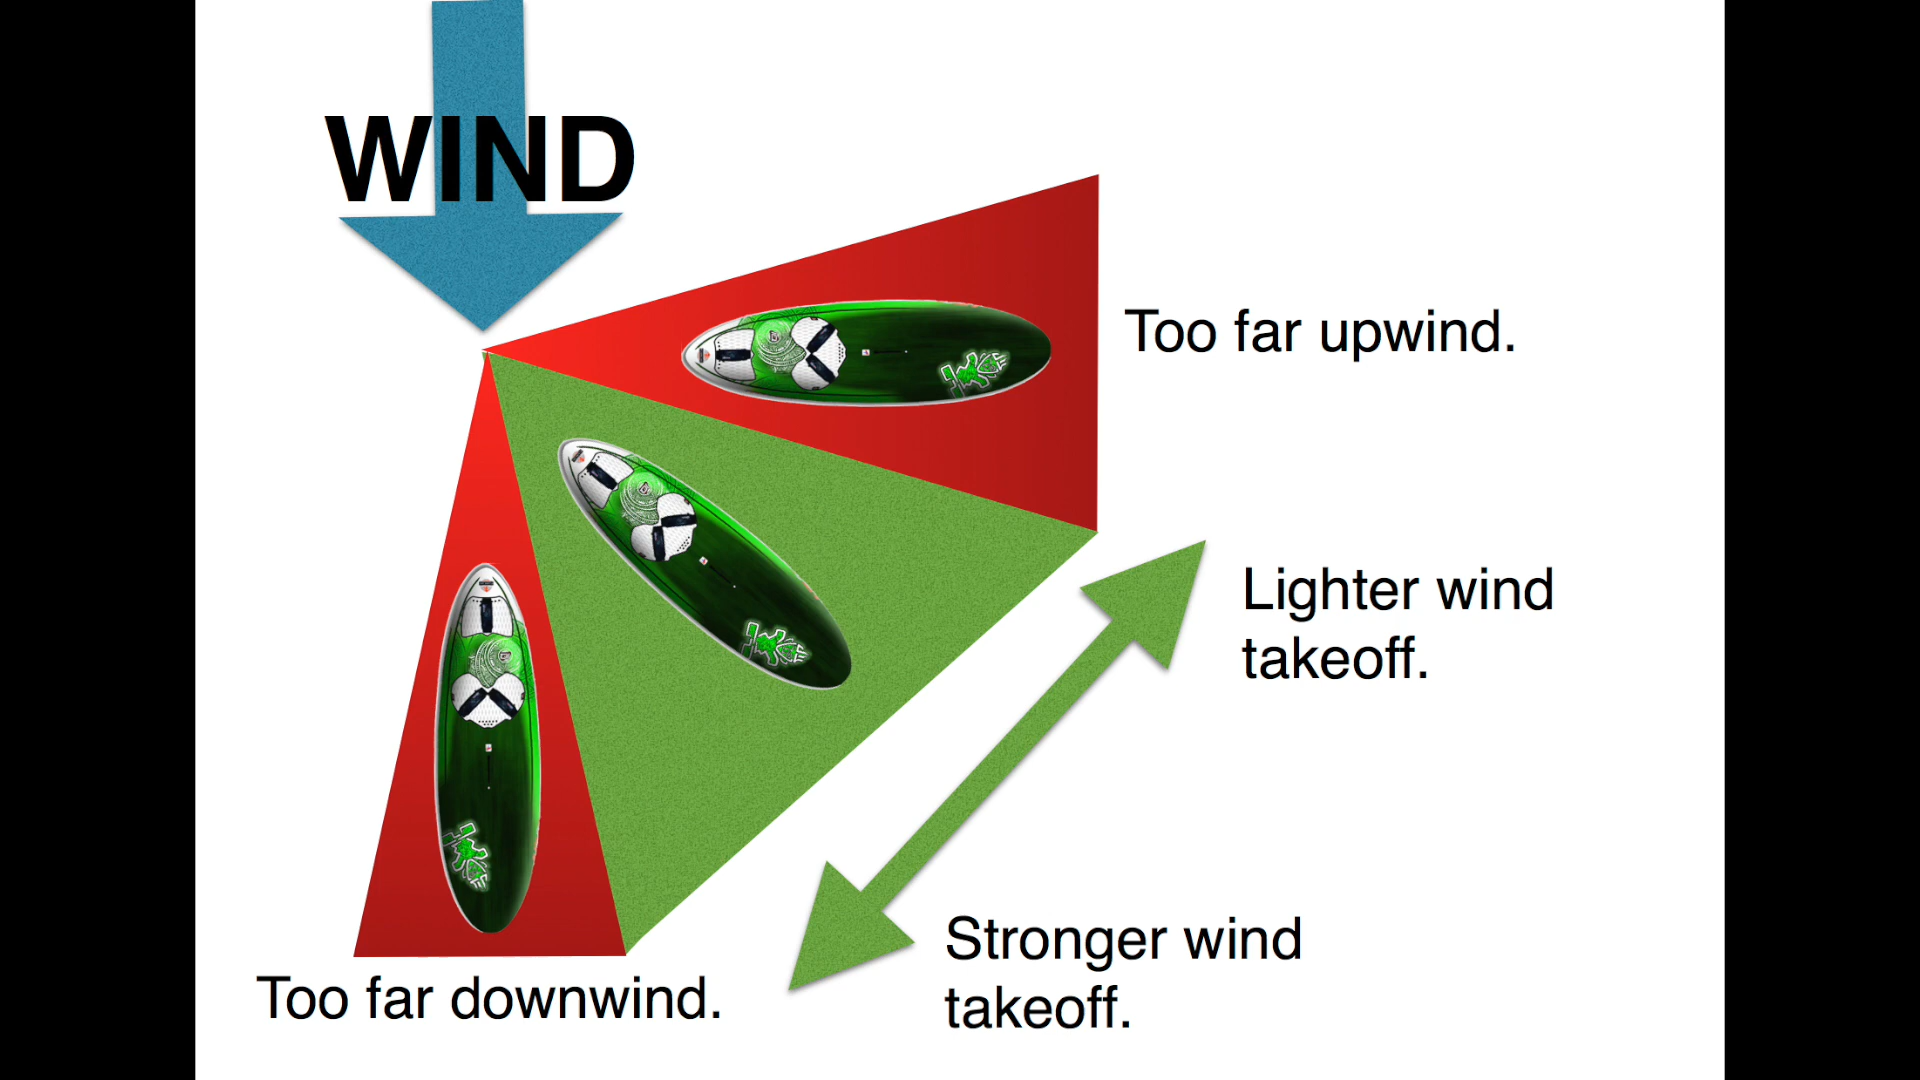 WIND
Too far upwind.
Lighter wind
takeoff.
Stronger wind
takeoff.
Too far downwind.